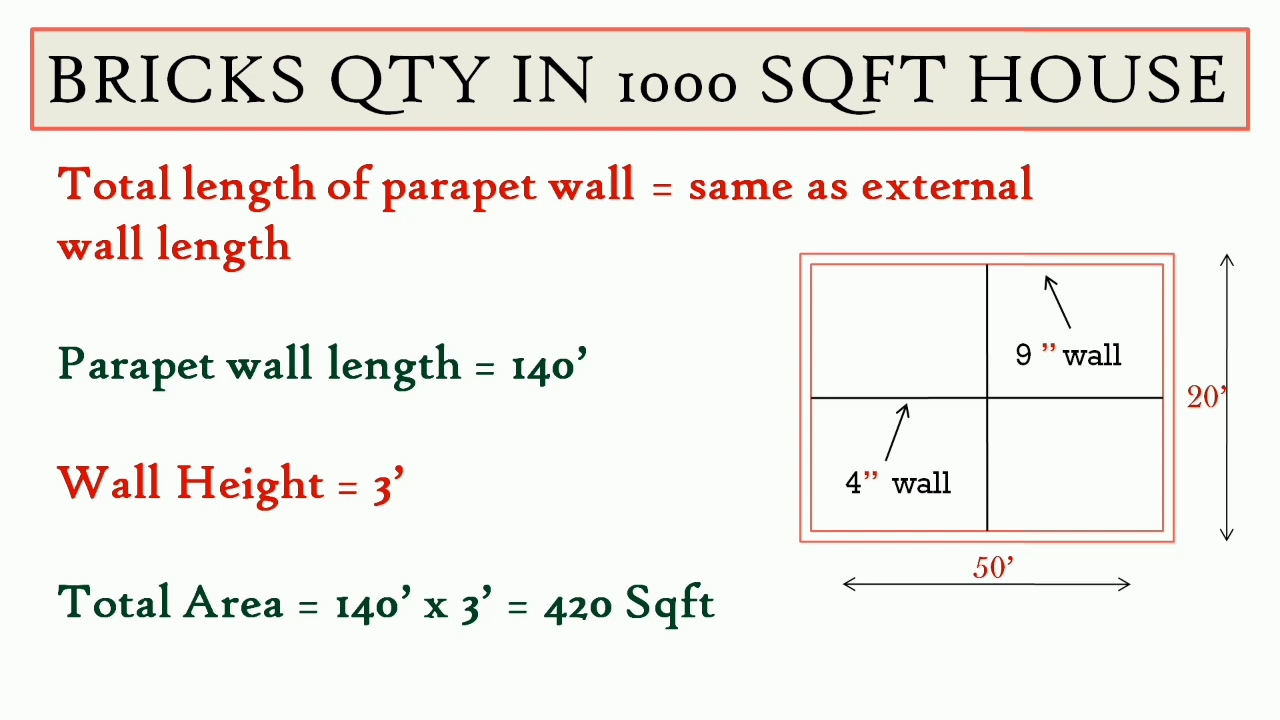 BRICKS QTY IN 1000 SQFT HOUSE
Total length of parapet wall = same as external
wall length
Parapet wall length = 140’
Wall Height = 3’
Total Area = 140’ x 3’ = 420 Sqft
9 ” wall
20’
4” wall
50’